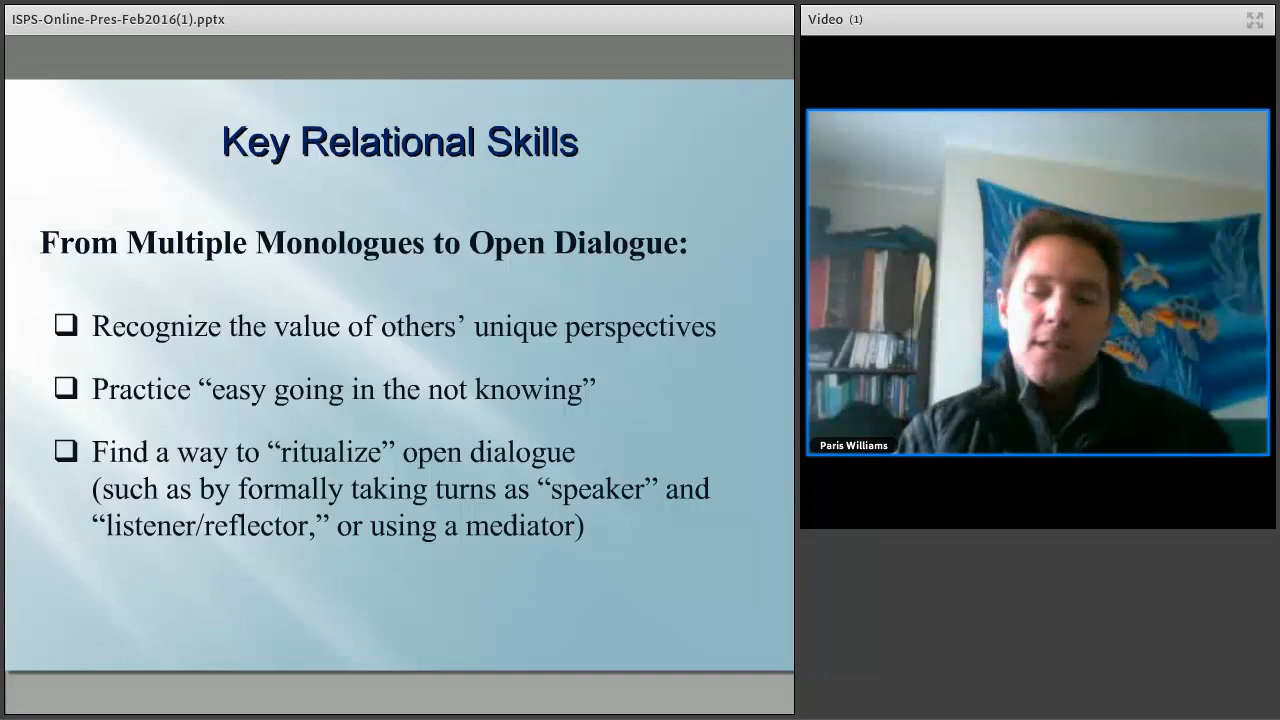 ISPS-Online-Pres-Feb2016(1).pptx
Video (1)
Key Relational Skills
From Multiple Monologues to Open Dialogue:
❑ Recognize the value of others’ unique perspectives
❑ Practice “easy going in the not knowing”
❑ Find a way to “ritualize” open dialogue
(such as by formally taking turns as “speaker” and
“listener/reflector,” or using a mediator)
Paris Williams